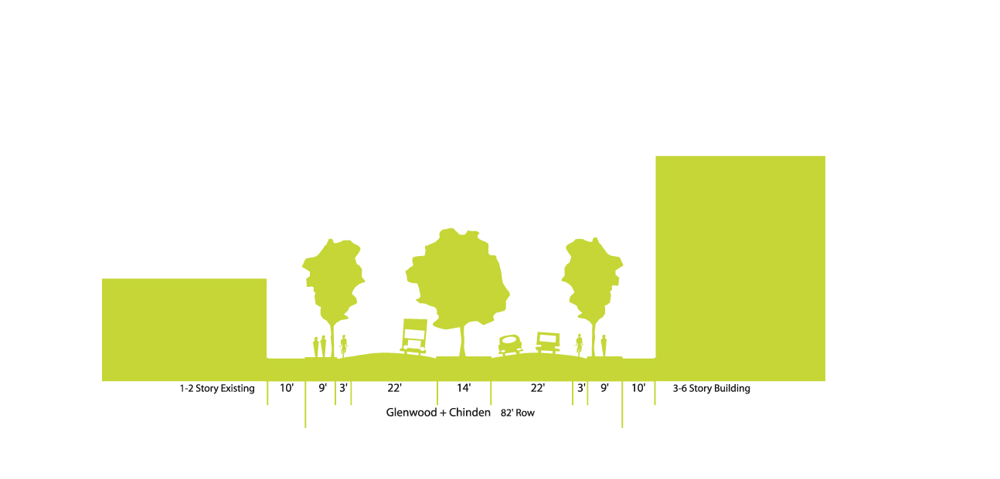 1-2 Story Existing 10' 9' 3' 22' 14' 22' 3' 9' 10' 3-6 Story Building
Glenwood + Chinden 82' Row